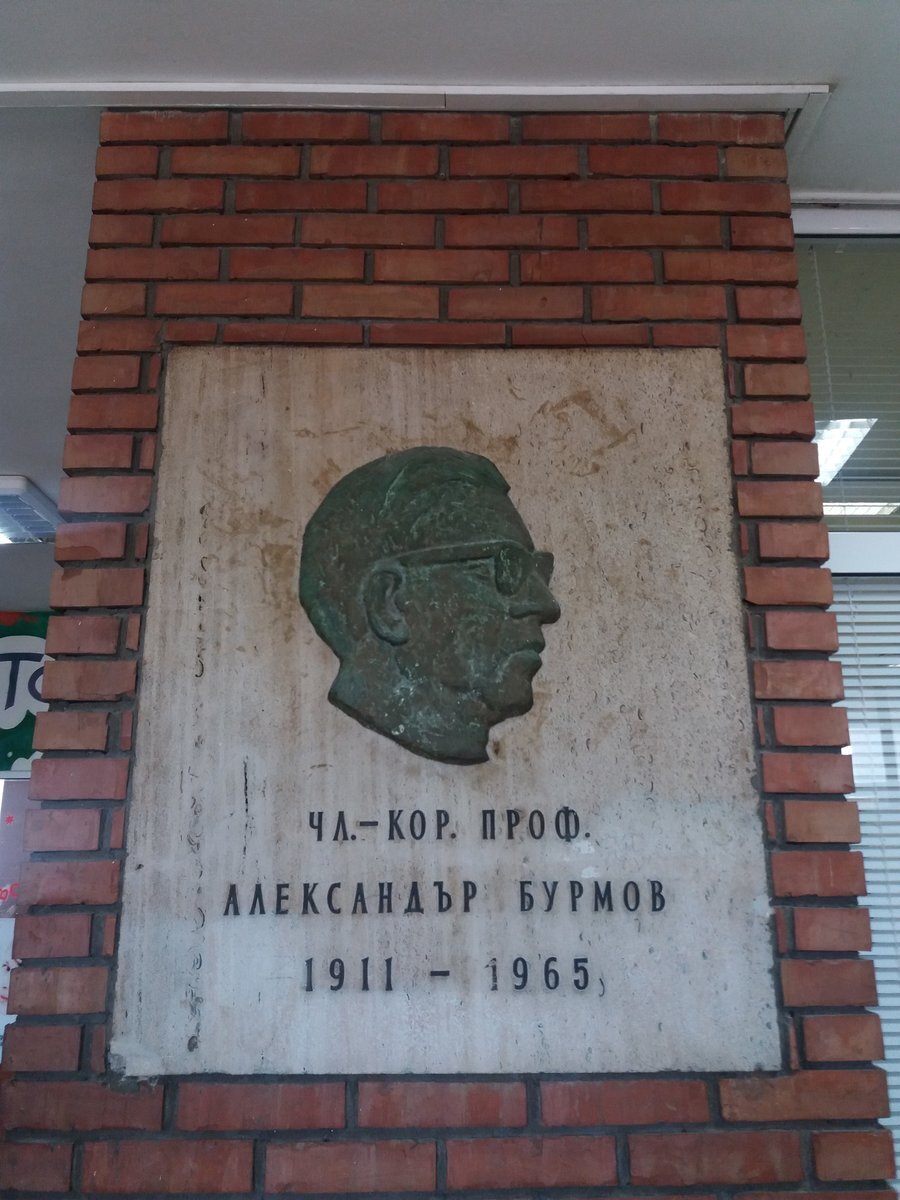 ЧЛ.-КОР. ПРОФ.
АЛЕКСАНДЪР БУРМОВ
1911 - 1965